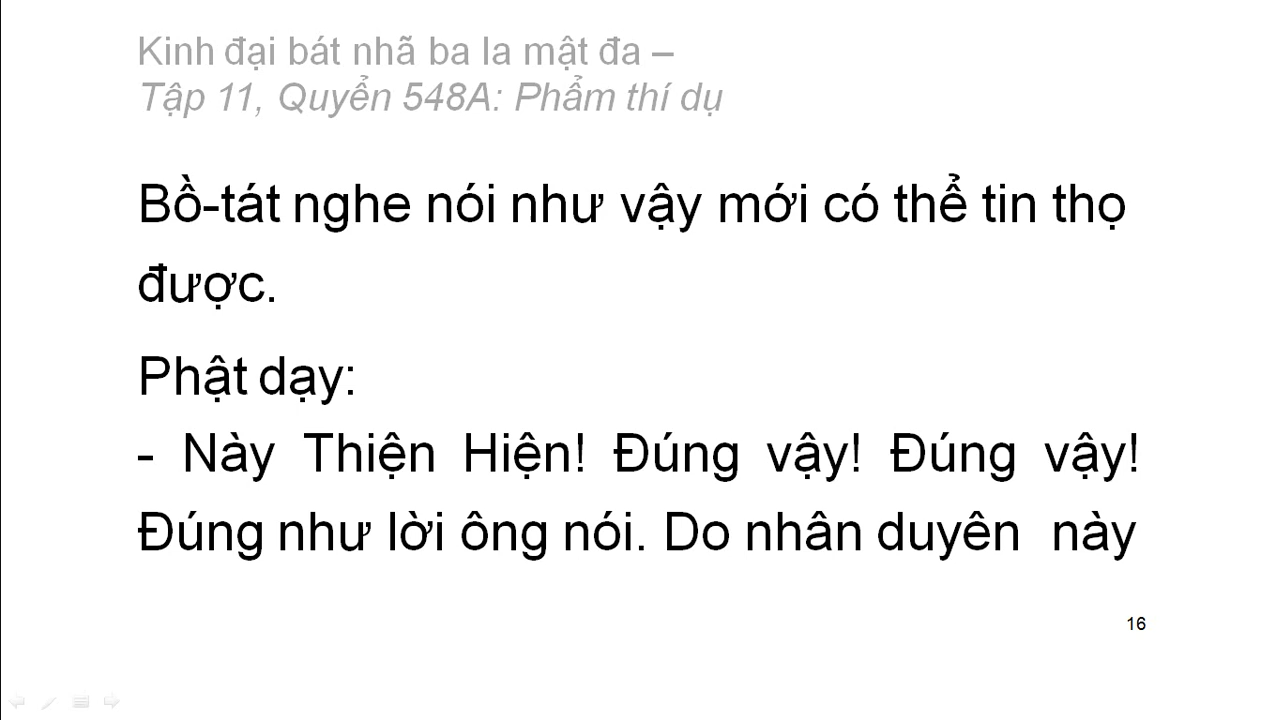 Kinh đại bát nhã ba la mật đa –
Tập 11, Quyển 548A: Phẩm thí dụ
Bồ-tát nghe nói như vậy mới có thể tin thọ
được.
Phật dạy:
- Này Thiện Hiện! Đúng vậy! Đúng vậy!
Đúng như lời ông nói. Do nhân duyên này
16